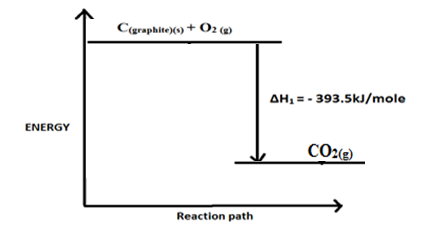 C(graphite)(s) + O2 (g)
ΔH1 = - 393.5kJ/mole
ENERGY
CO2(g)
Reaction path